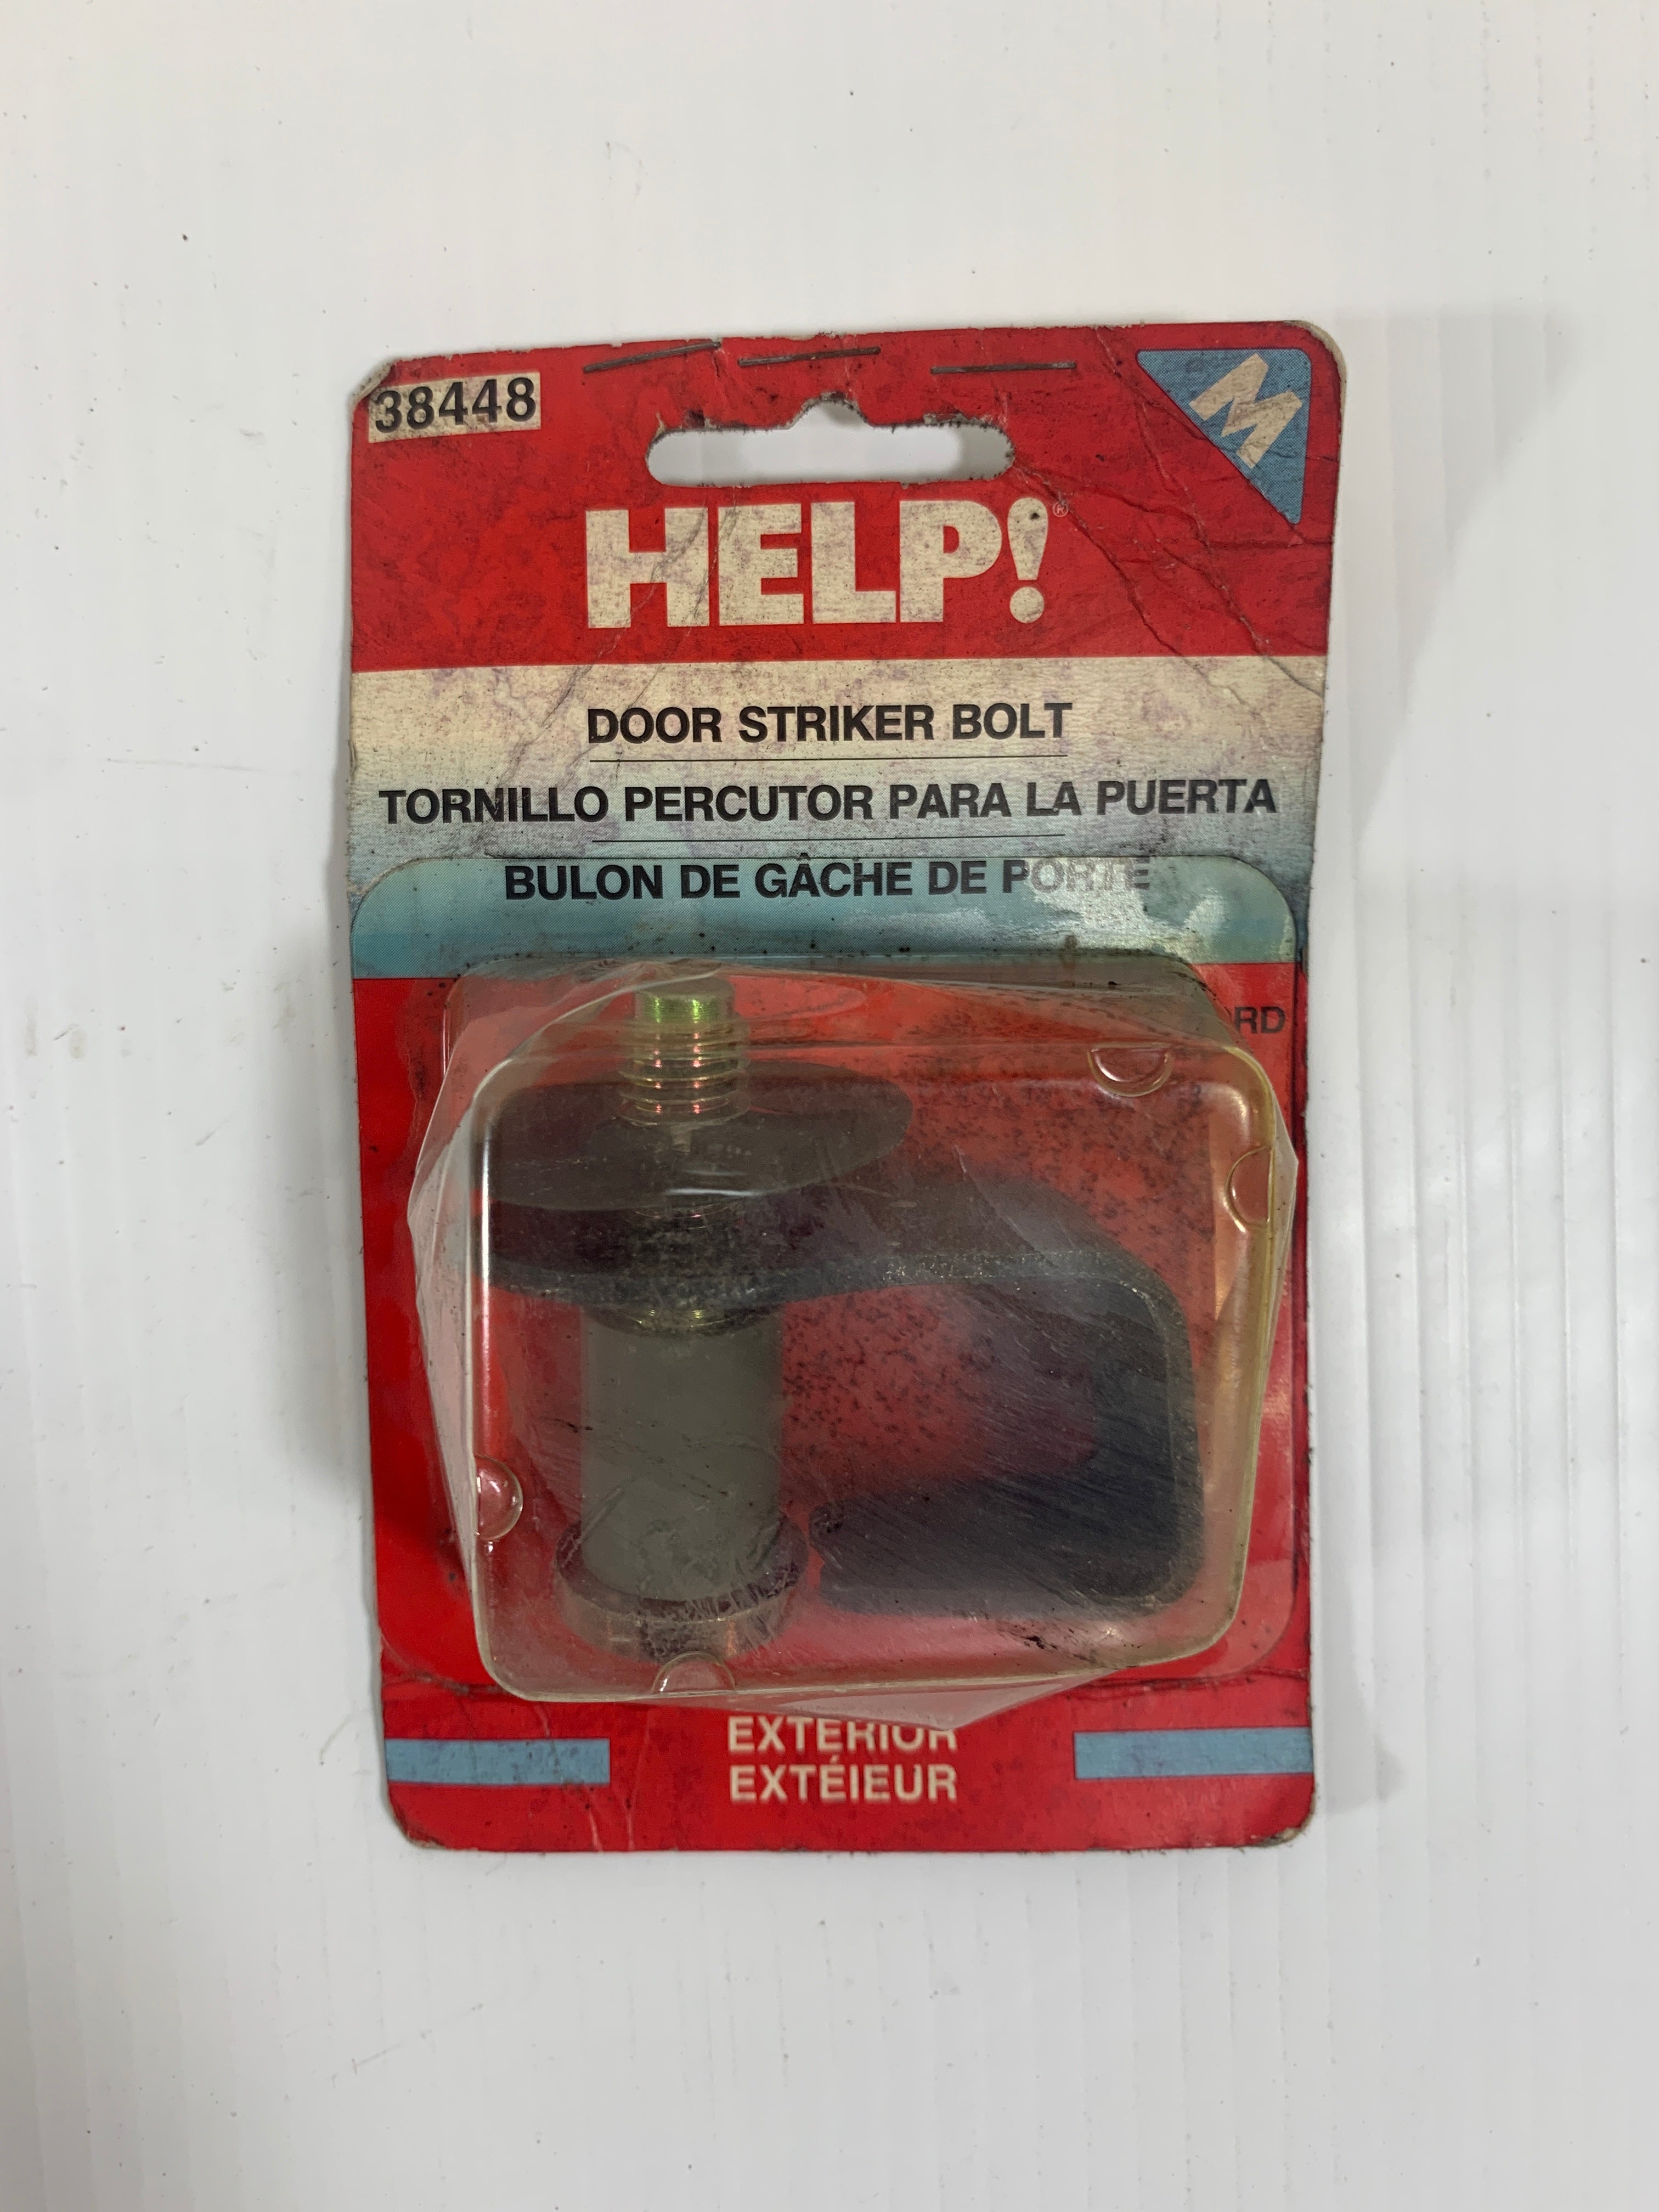 38448
M
HELP!®
DOOR STRIKER BOLT
TORNILLO PERCUTOR PARA LA PUERTA
BULON DE GÂCHE DE PORTE
EXTERIOR
EXTÉIEUR